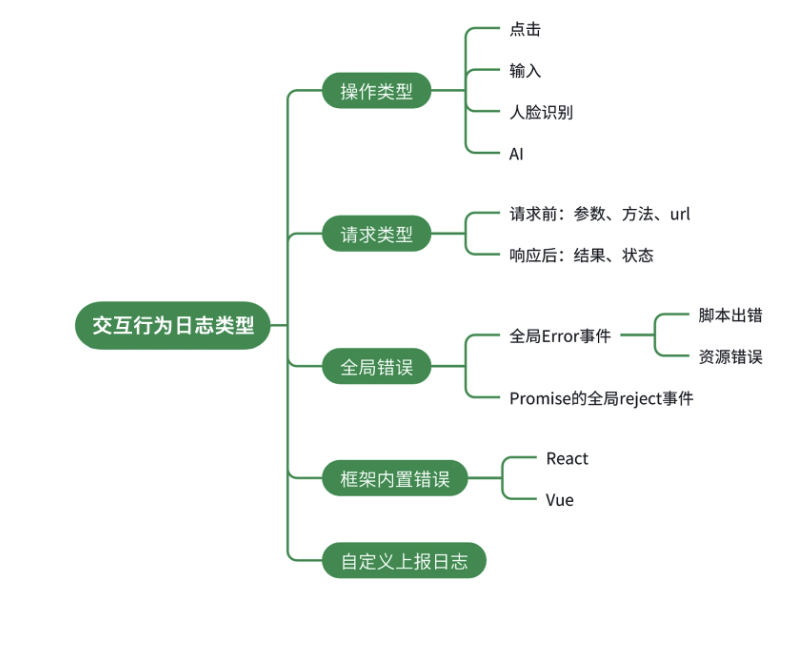 交互行为日志类型
操作类型
点击
输入
人脸识别
AI
请求类型
请求前：参数、方法、url
响应后：结果、状态
全局错误
全局Error事件
脚本出错
资源错误
Promise的全局reject事件
框架内置错误
React
Vue
自定义上报日志